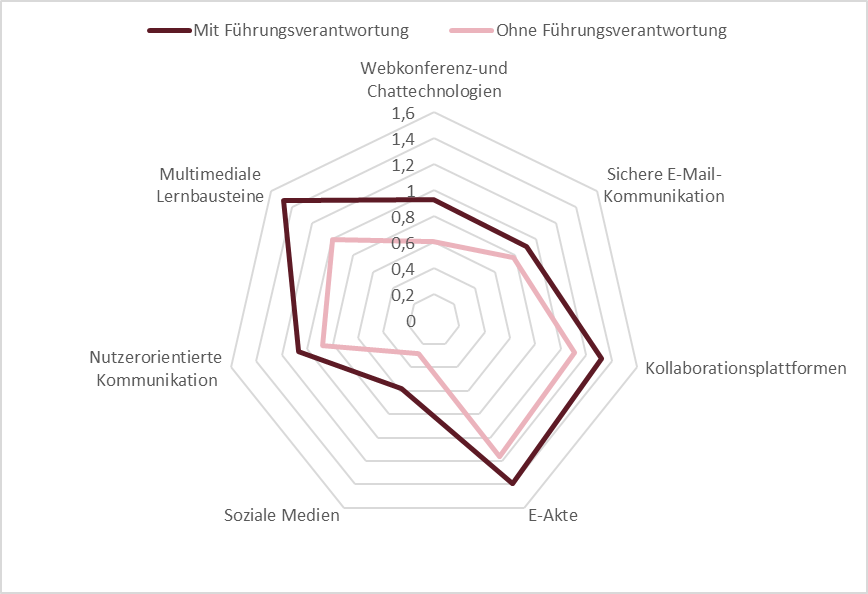 Mit Führungsverantwortung
Ohne Führungsverantwortung
Webkonferenz-und
Chattechnologien
1,6
1,4
1,2
1
0,8
0,6
0,4
0,2
0
Sichere E-Mail-
Kommunikation
Kollaborationsplattformen
E-Akte
Soziale Medien
Nutzerorientierte
Kommunikation
Multimediale
Lernbausteine